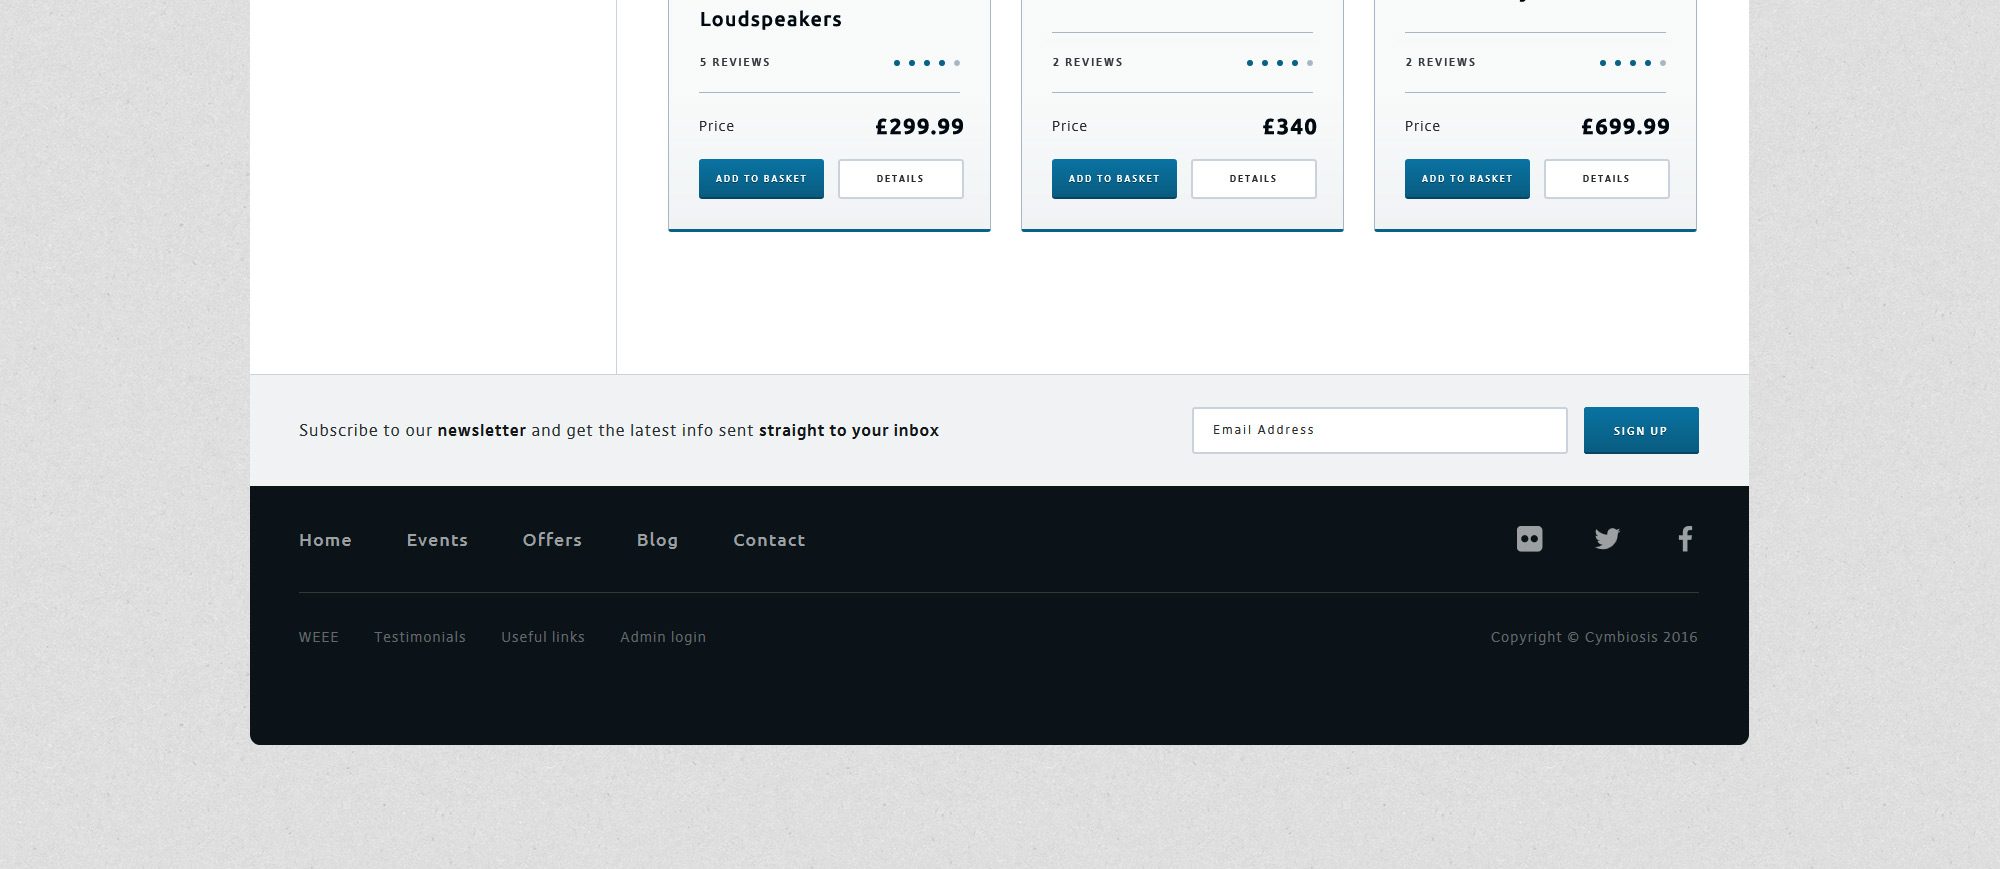 Loudspeakers
5 REVIEWS
2 REVIEWS
2 REVIEWS
Price £299.99
Price £340
Price £699.99
ADD TO BASKET DETAILS
ADD TO BASKET DETAILS
ADD TO BASKET DETAILS
Subscribe to our newsletter and get the latest info sent straight to your inbox
Email Address
SIGN UP
Home Events Offers Blog Contact
WEEE Testimonials Useful links Admin login
Copyright © Cymbiosis 2016